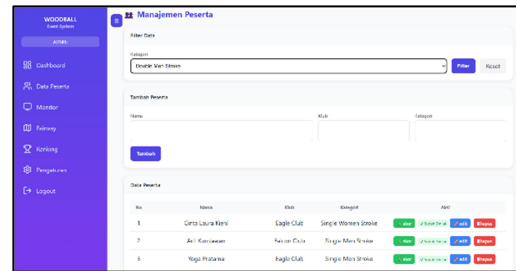 WOODBALL
Event System
ADMIN
Dashboard
Data Peserta
Monitor
Fairway
Ranking
Pengaturan
Logout
Manajemen Peserta
Filter Data
Kategori
Double Man Stroke
Filter
Reset
Tambah Peserta
Nama
Klub
Kategori
Tambah
Data Peserta
No Nama Klub Kategori Aksi
1 Cinta Laura Kiehl Eagle Club Single Women Stroke Edit Hapus
2 Kurniawan Falcon Club Single Man Stroke Edit Hapus
3 Yoga Pratama Eagle Club Single Man Stroke Edit Hapus